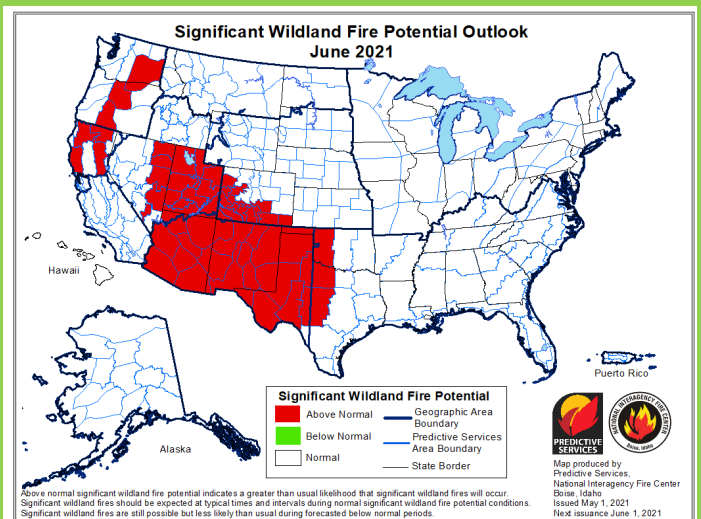 Significant Wildland Fire Potential Outlook
June 2021
Hawaii
Alaska
Puerto Rico
Significant Wildland Fire Potential
Above Normal
Below Normal
Normal
Geographic Area
Boundary
Predictive Services
Area Boundary
State Border
PREDICTIVE
SERVICES
NATIONAL INTERAGENCY FIRE CENTER
Boise, Idaho
Map produced by
Predictive Services,
National Interagency Fire Center
Boise, Idaho
Issued May 1, 2021
Next issuance June 1, 2021
Above normal significant wildland fire potential indicates a greater than usual likelihood that significant wildland fires will occur.
Significant wildland fires should be expected at typical times and intervals during normal significant wildland fire potential conditions.
Significant wildland fires are still possible but less likely than usual during forecasted below normal periods.